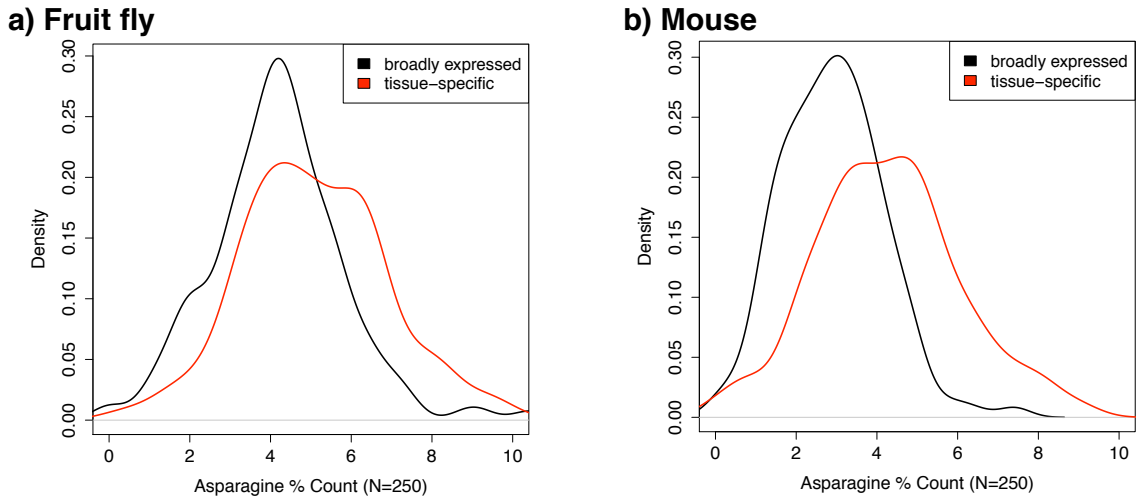 a) Fruit fly
broadly expressed
tissue−specific
0.30
0.25
0.20
0.15
0.10
0.05
0.00
Density
0 2 4 6 8 10
Asparagine % Count (N=250)
b) Mouse
broadly expressed
tissue−specific
0.30
0.25
0.20
0.15
0.10
0.05
0.00
Density
0 2 4 6 8 10
Asparagine % Count (N=250)